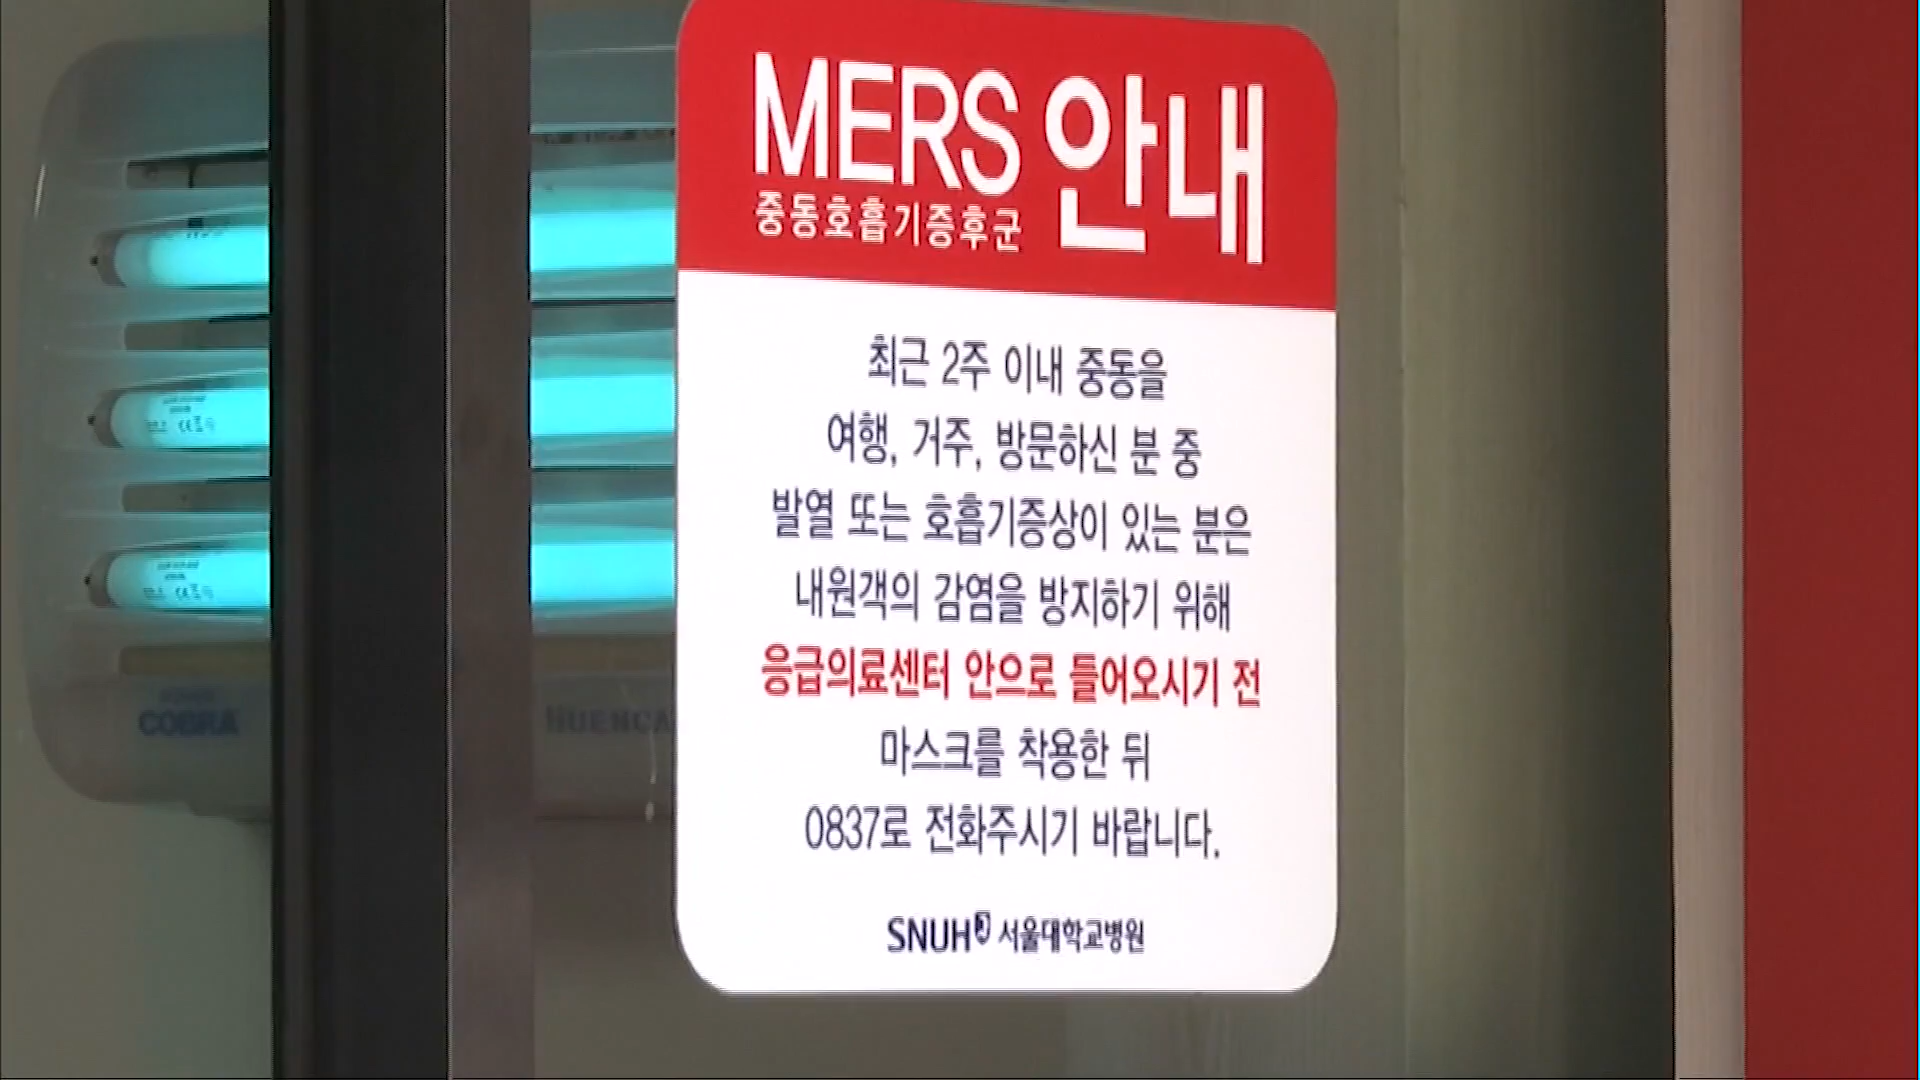 MERS 안내
중동호흡기증후군
최근 2주 이내 중동을
여행, 거주, 방문하신 분 중
발열 또는 호흡기증상이 있는 분은
내원객의 감염을 방지하기 위해
응급의료센터 안으로 들어오시기 전
마스크를 착용한 뒤
0837로 전화주시기 바랍니다.
SNUH 서울대학교병원
COBRA